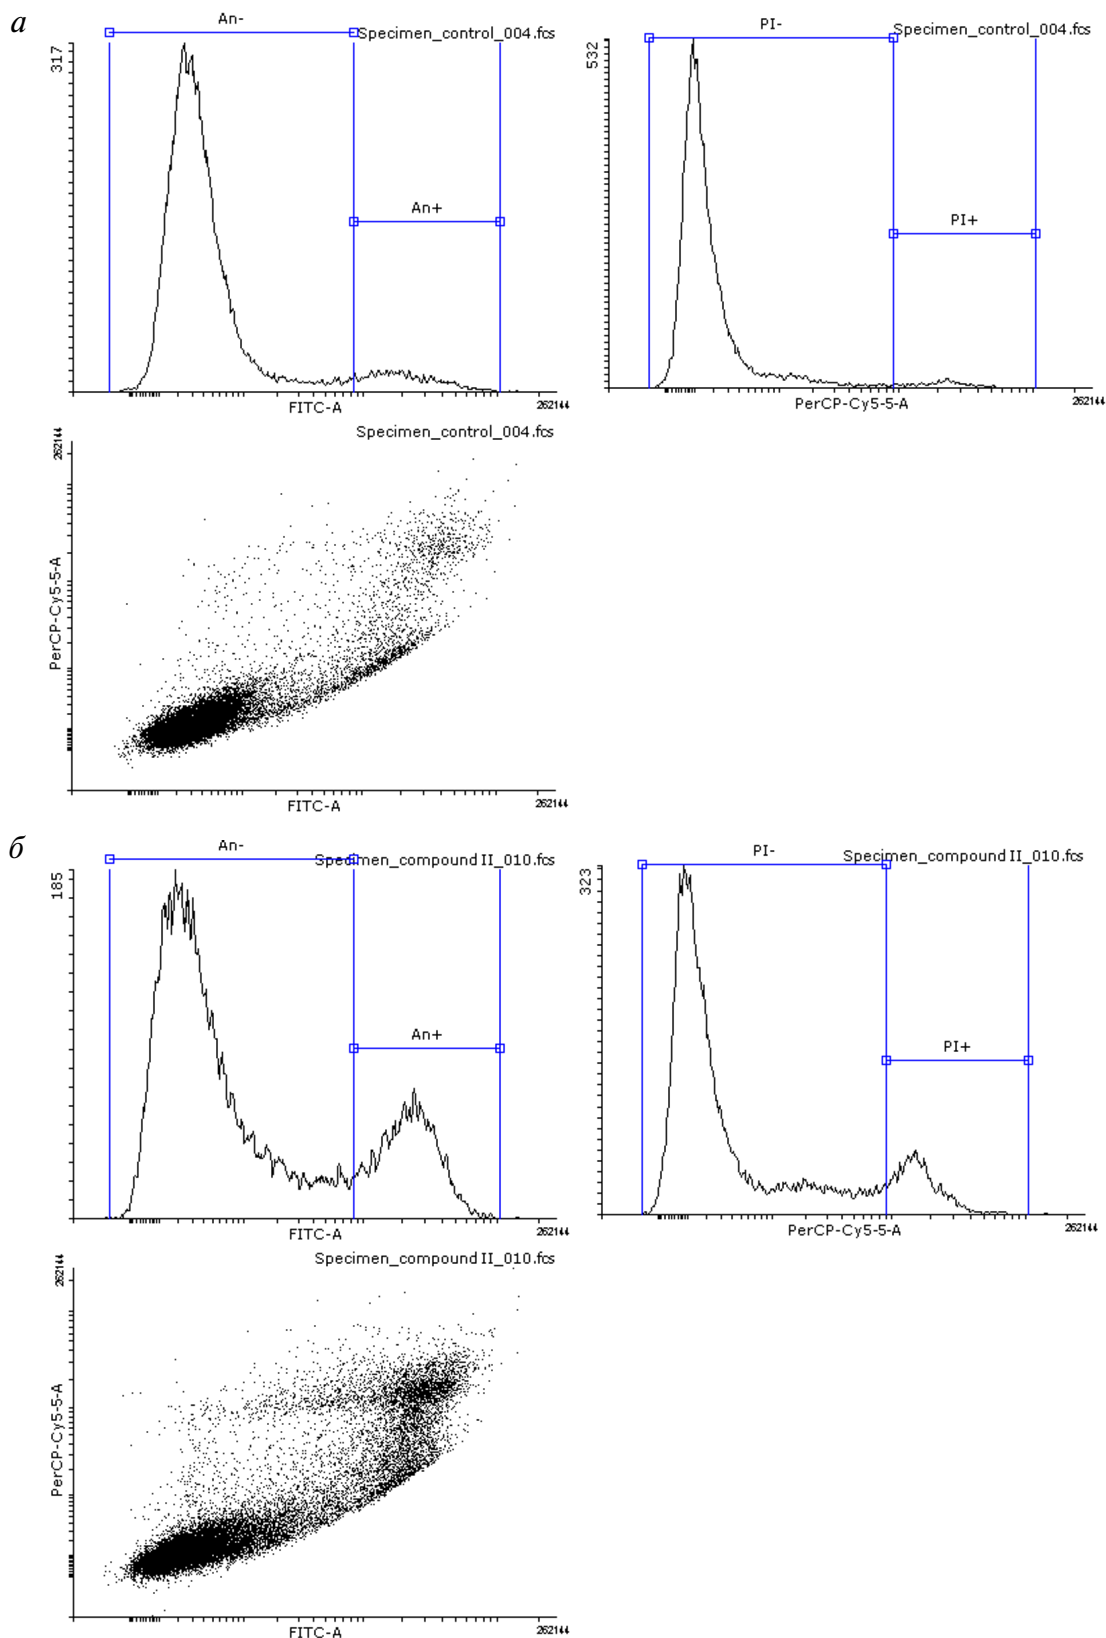 а
An-
Specimen_control_004.fcs
317
An+
FITC-A
262144
PI-
Specimen_control_004.fcs
532
PI+
PerCP-Cy5-5-A
262144
Specimen_control_004.fcs
262144
PerCP-Cy5-5-A
FITC-A
262144
б
An-
Specimen_compound II_010.fcs
185
An+
FITC-A
262144
PI-
Specimen_compound II_010.fcs
323
PI+
PerCP-Cy5-5-A
262144
Specimen_compound II_010.fcs
262144
PerCP-Cy5-5-A
FITC-A
262144